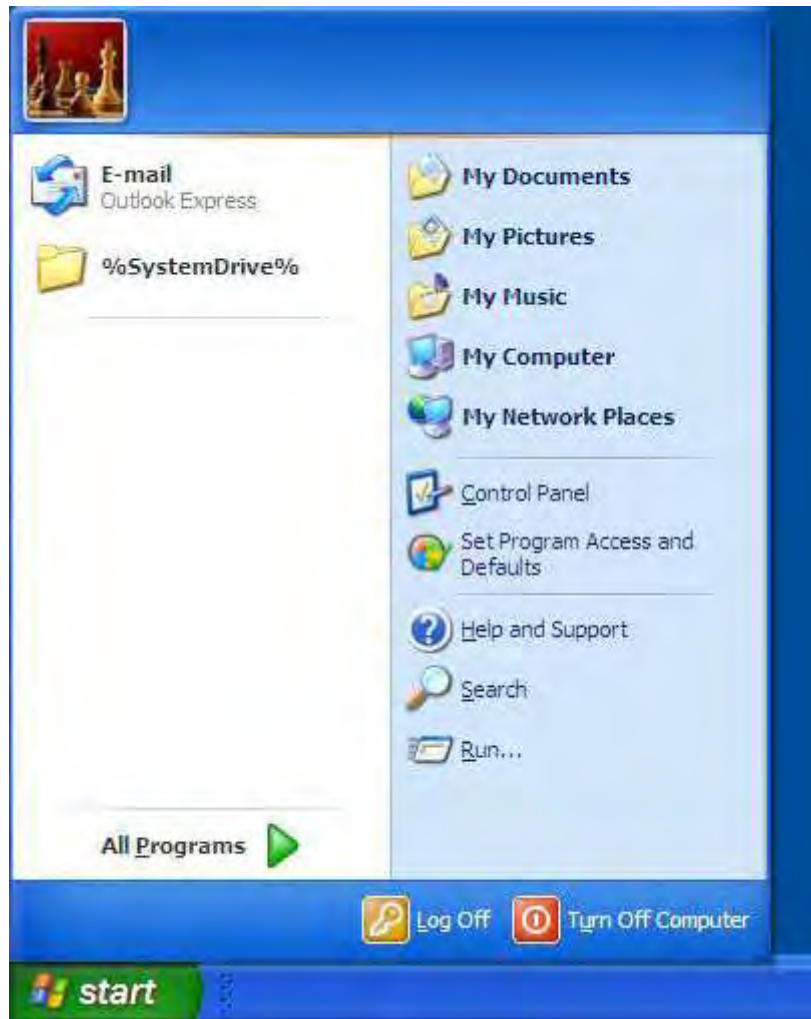 E-mail
Outlook Express
%SystemDrive%
All Programs
My Documents
My Pictures
My Music
My Computer
My Network Places
Control Panel
Set Program Access and
Defaults
Help and Support
Search
Run...
Log Off
Turn Off Computer
start